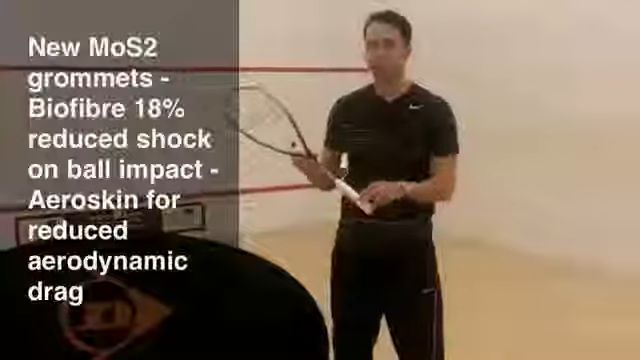 New MoS2
grommets -
Biofibre 18%
reduced shock
on ball impact -
Aeroskin for
reduced
aerodynamic
drag